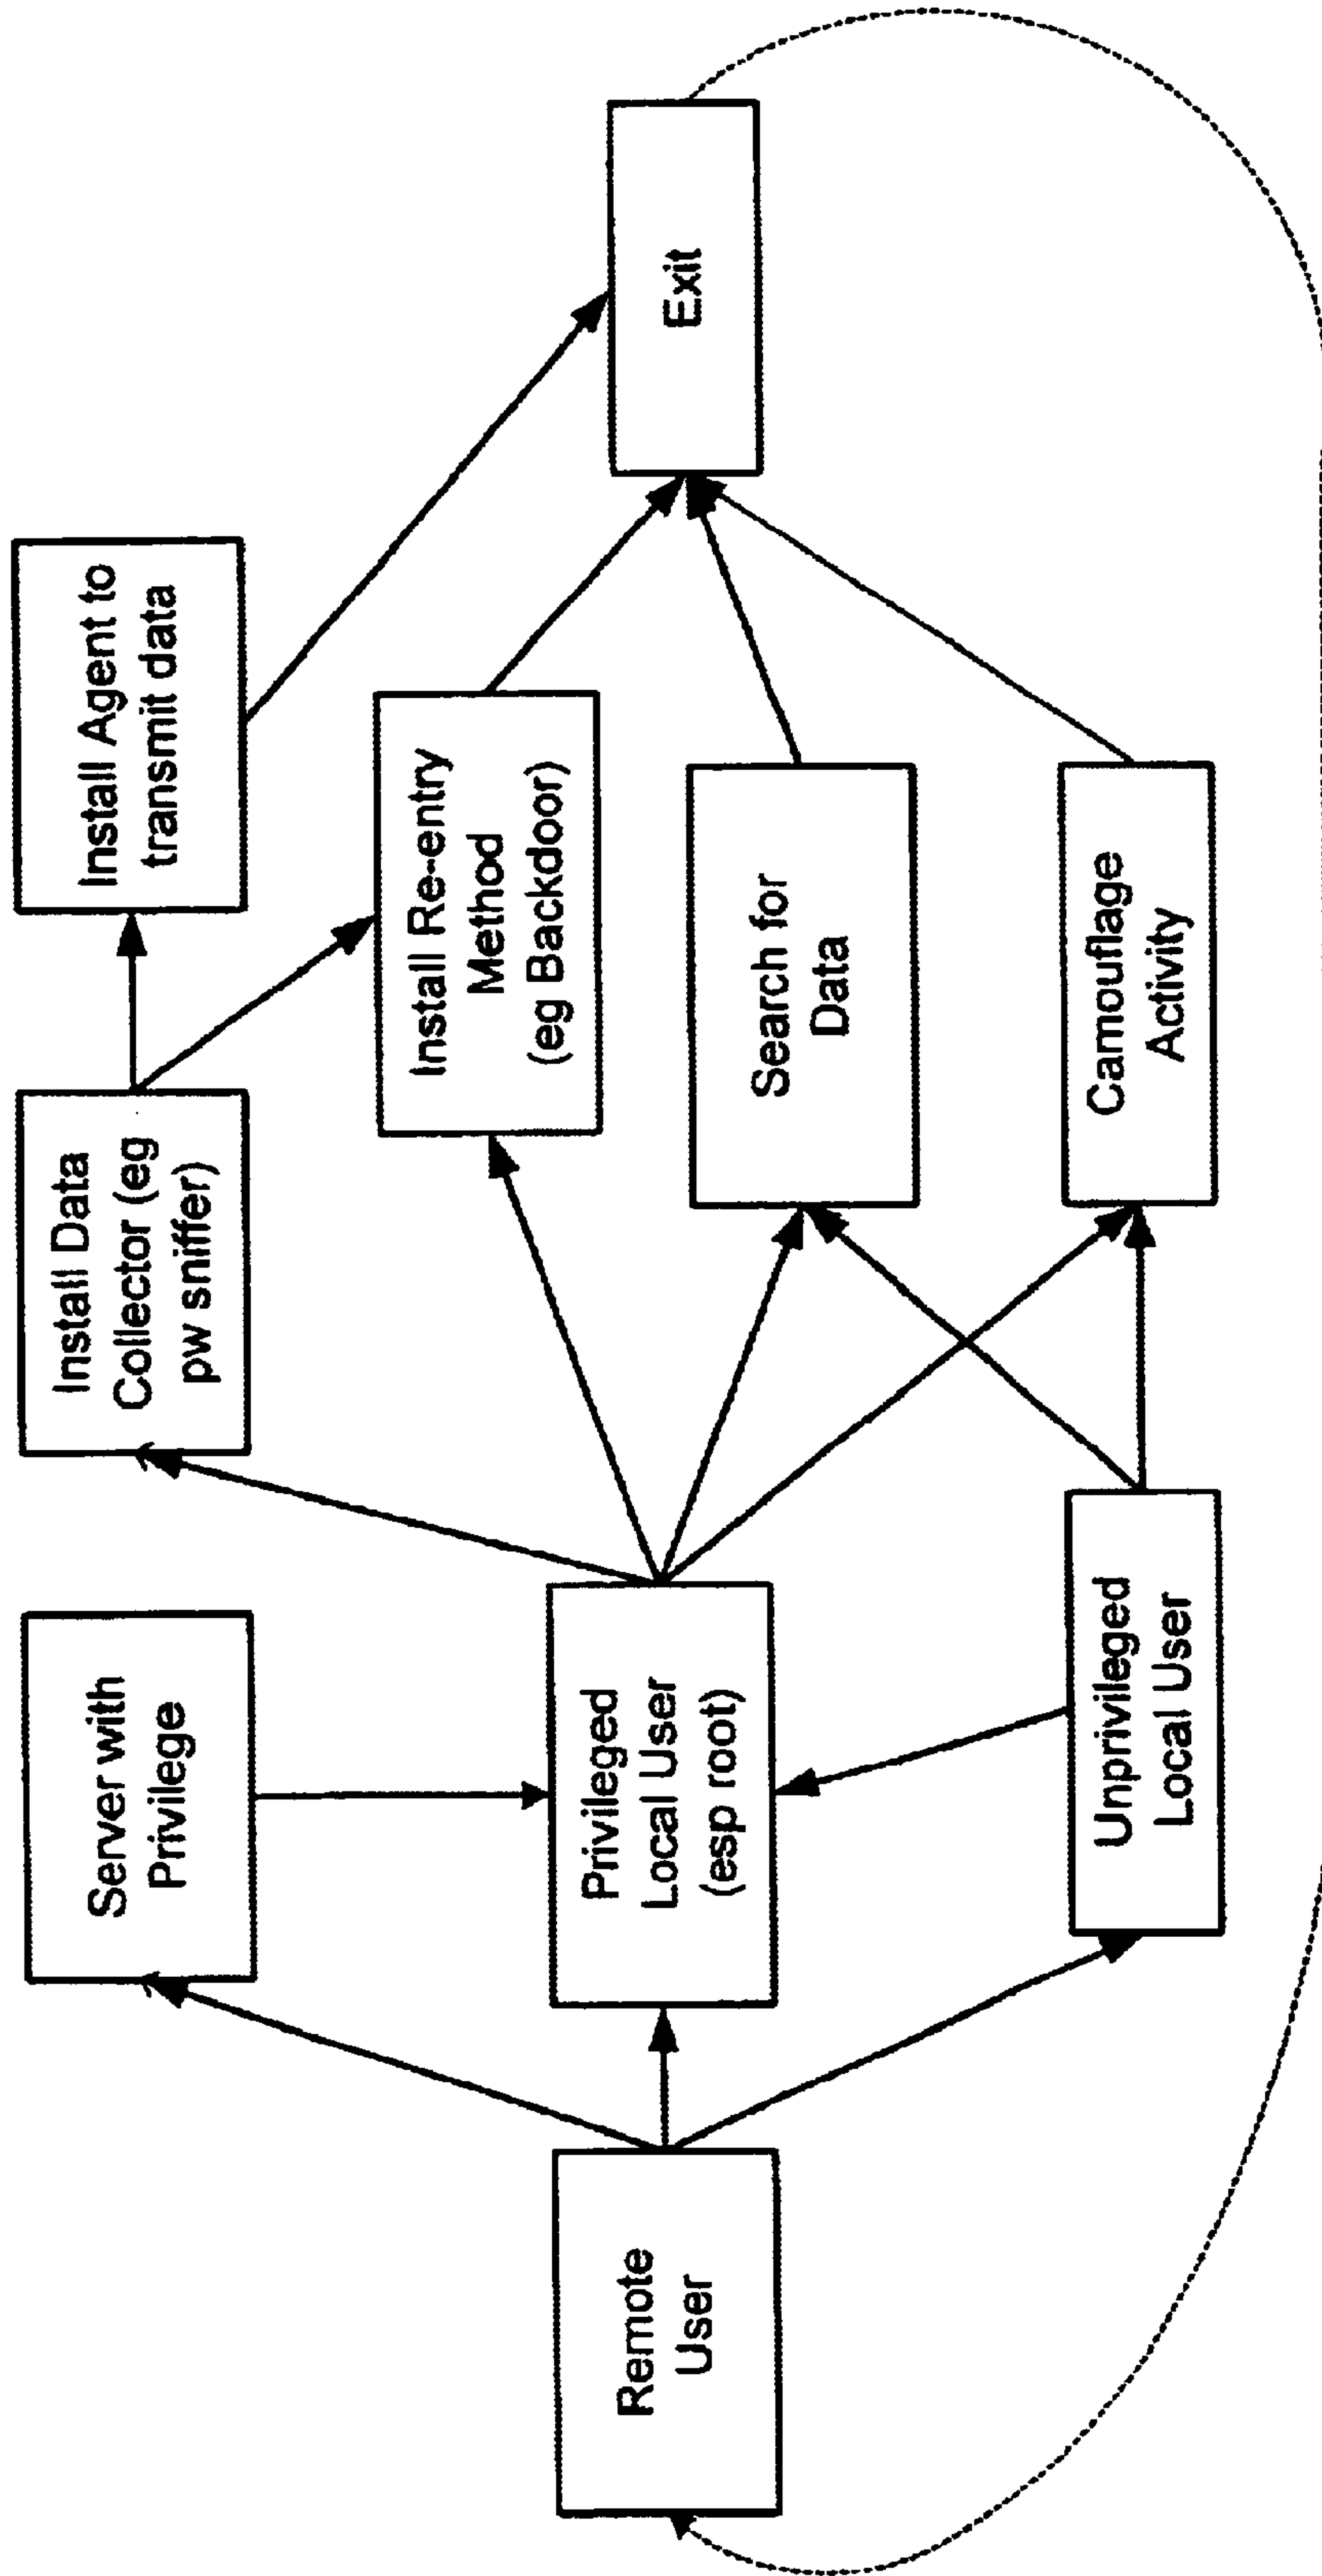 Remote
User
Server with
Privilege
Privileged
Local User
(esp root)
Unprivileged
Local User
Install Data
Collector (eg
pw sniffer)
Install Agent to
transmit data
Install Re-entry
Method
(eg Backdoor)
Search for
Data
Camouflage
Activity
Exit